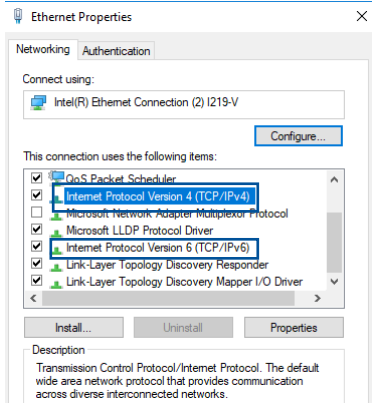 Ethernet Properties
Networking Authentication
Connect using:
Intel(R) Ethernet Connection (2) I219-V
Configure...
This connection uses the following items:
QoS Packet Scheduler
Internet Protocol Version 4 (TCP/IPv4)
Microsoft Network Adapter Multiplexor Protocol
Microsoft LLDP Protocol Driver
Internet Protocol Version 6 (TCP/IPv6)
Link-Layer Topology Discovery Responder
Link-Layer Topology Discovery Mapper I/O Driver
Install... Uninstall Properties
Description
Transmission Control Protocol/Internet Protocol. The default
wide area network protocol that provides communication
across diverse interconnected networks.